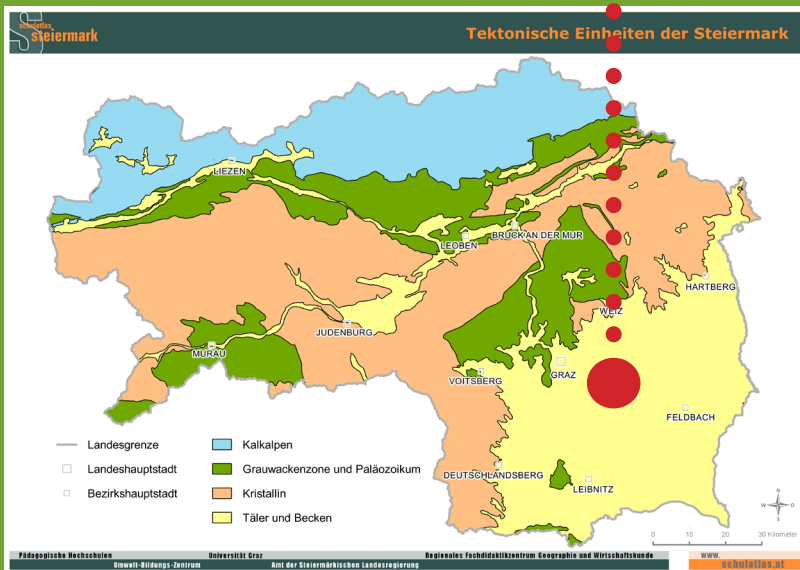 schulatlas
steiermark
Tektonische Einheiten der Steiermark
LIEZEN
BRUCK AN DER MUR
LEOBEN
HARTBERG
WEIZ
JUDENBURG
MURAU
GRAZ
VOITSBERG
FELDBACH
DEUTSCHLANDSBERG
LEIBNITZ
Landesgrenze
Landeshauptstadt
Bezirkshauptstadt
Kalkalpen
Grauwackenzone und Paläozoikum
Kristallin
Täler und Becken
N
W
O
S
0 10 20 30 Kilometer
Pädagogische Hochschulen Universität Graz Regionales Fachdidaktikzentrum Geographie und Wirtschaftskunde
Umwelt-Bildungs-Zentrum Amt der Steiermärkischen Landesregierung
www.
schulatlas.at